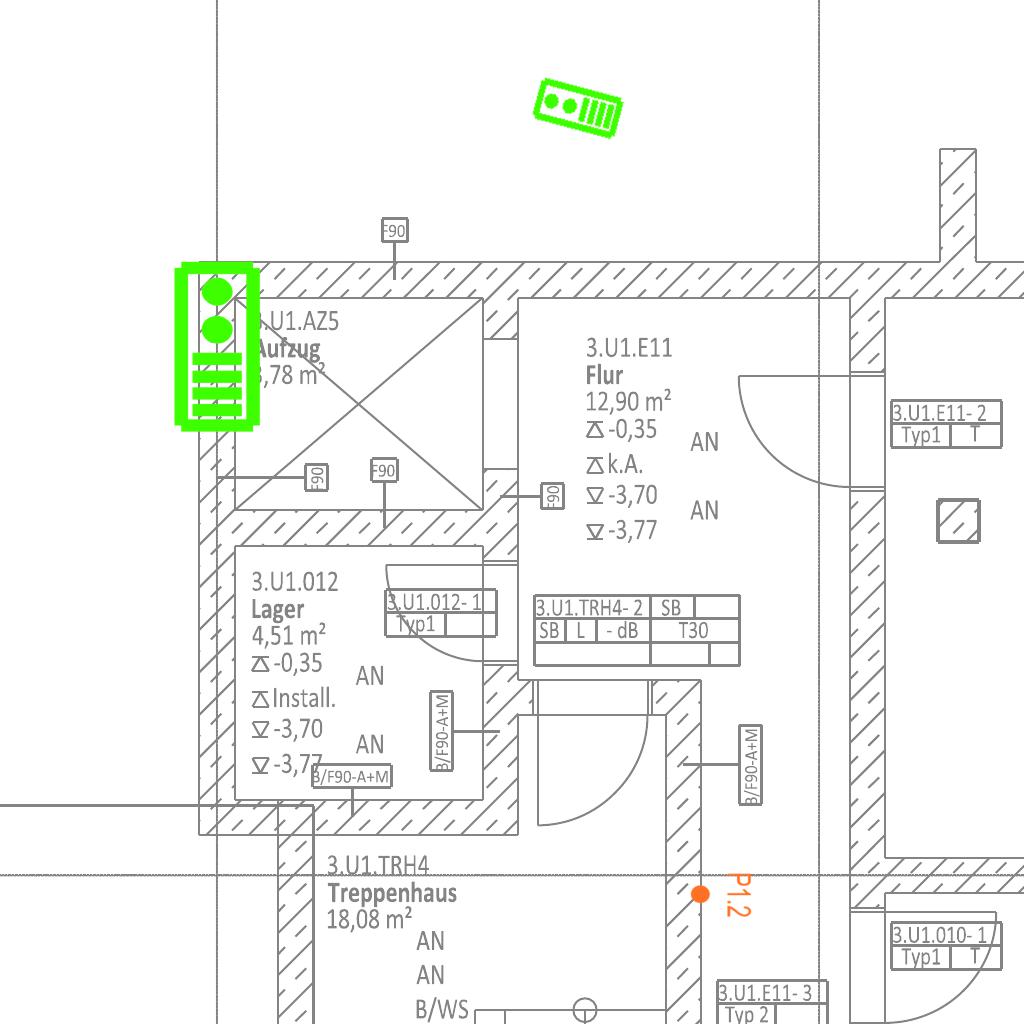 F90
3.U1.AZ5
Aufzug
3,78 m²
F90
F90
F90
3.U1.E11
Flur
12,90 m²
-0,35
k.A.
-3,70
-3,77
AN
AN
3.U1.E11- 2
Typ1 T
3.U1.012
Lager
4,51 m²
-0,35
Install.
-3,70
-3,77
AN
AN
3.U1.012- 1
Typ1
3.U1.TRH4- 2 SB
SB L - dB T30
B/F90-A+M
B/F90-A+M
B/F90-A+M
3.U1.TRH4
Treppenhaus
18,08 m²
AN
AN
B/WS
P1.2
3.U1.010- 1
Typ1 T
3.U1.E11- 3
Typ 2